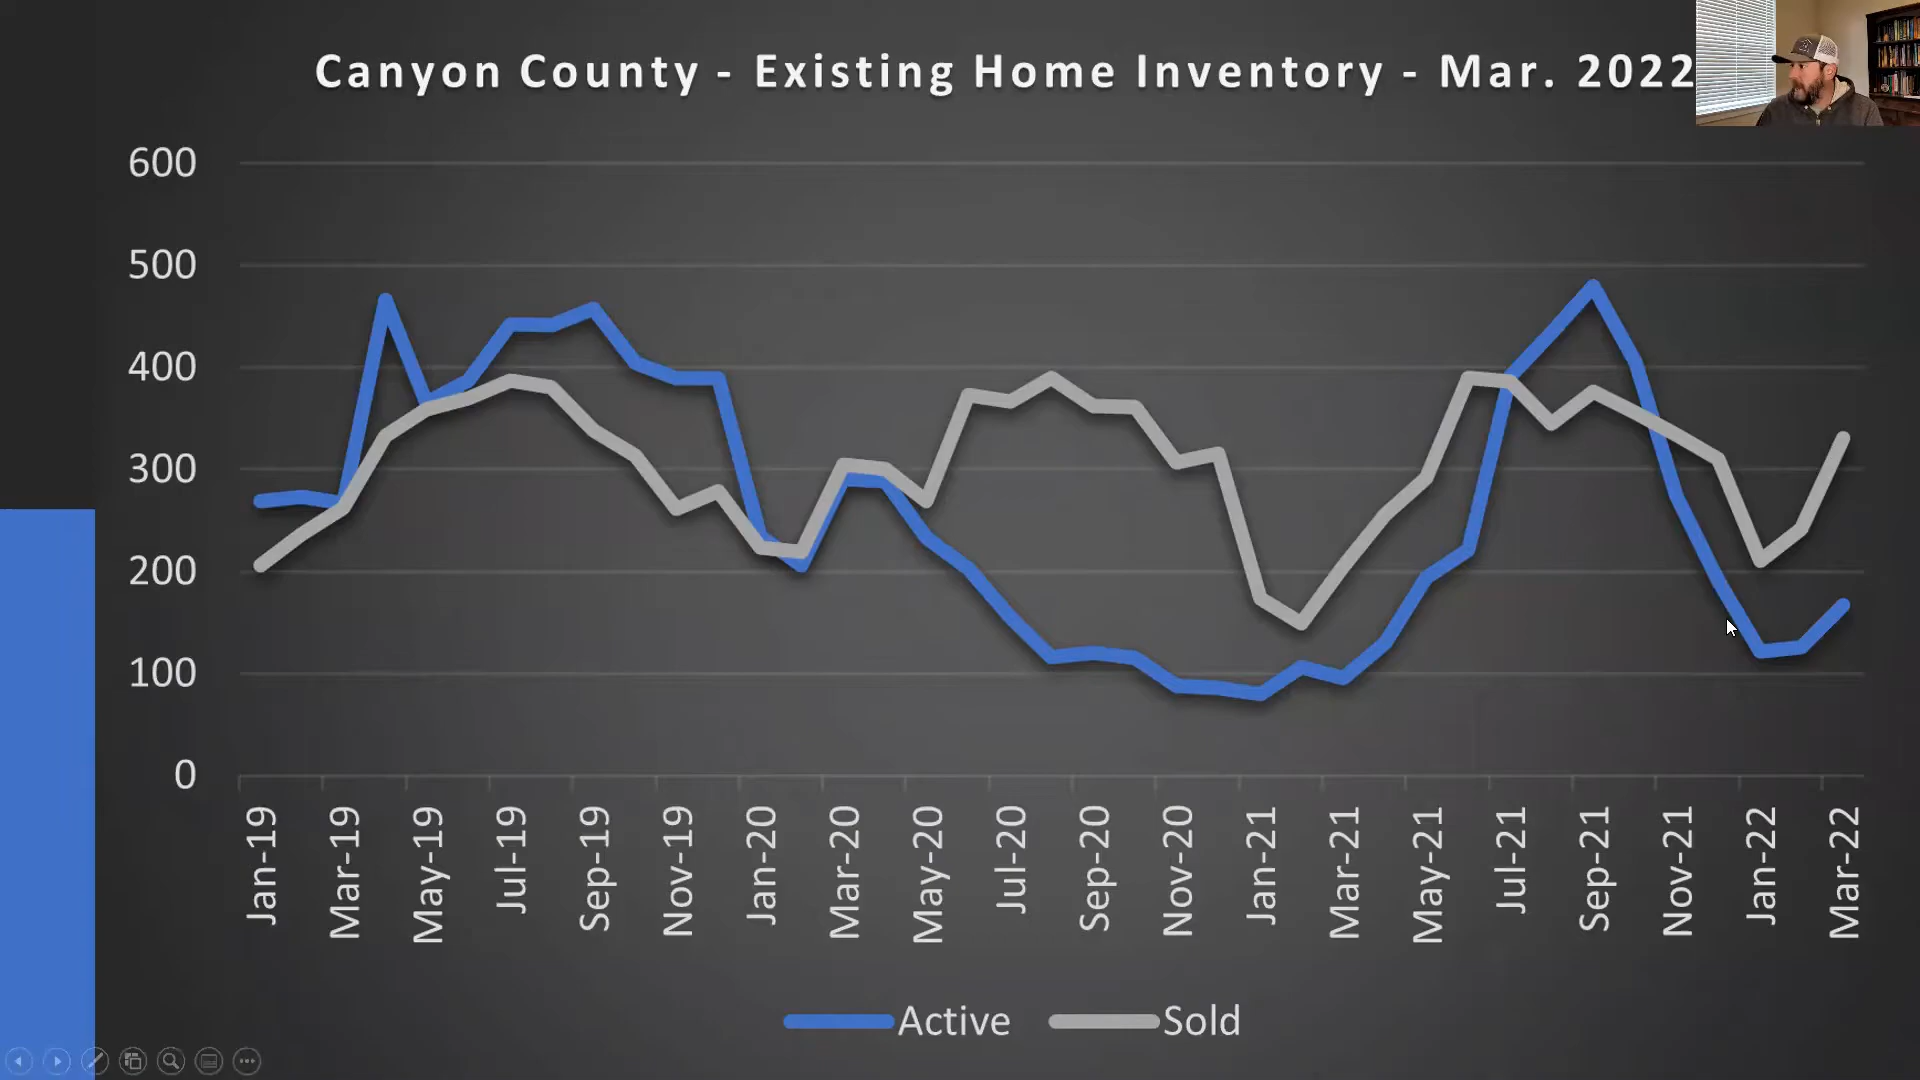 Canyon County - Existing Home Inventory - Mar. 2022
600
500
400
300
200
100
0
Jan-19
Mar-19
May-19
Jul-19
Sep-19
Nov-19
Jan-20
Mar-20
May-20
Jul-20
Sep-20
Nov-20
Jan-21
Mar-21
May-21
Jul-21
Sep-21
Nov-21
Jan-22
Mar-22
Active
Sold